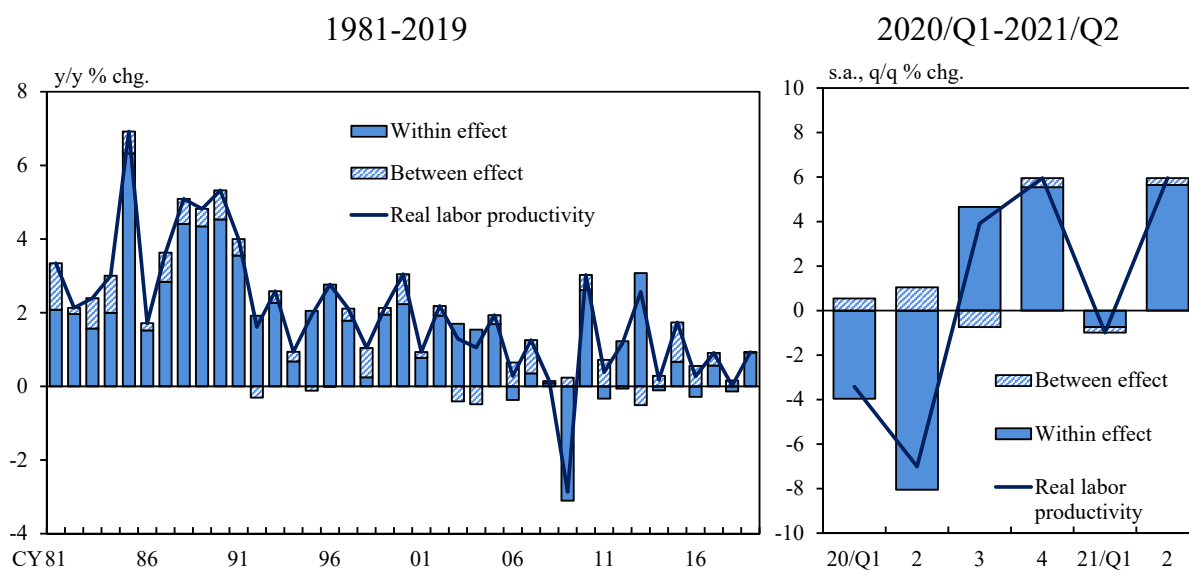 1981-2019
y/y % chg.
8
6
4
2
0
-2
-4
Within effect
Between effect
Real labor productivity
CY 81 86 91 96 01 06 11 16
2020/Q1-2021/Q2
s.a., q/q % chg.
10
8
6
4
2
0
-2
-4
-6
-8
-10
Between effect
Within effect
Real labor
productivity
20/Q1 2 3 4 21/Q1 2